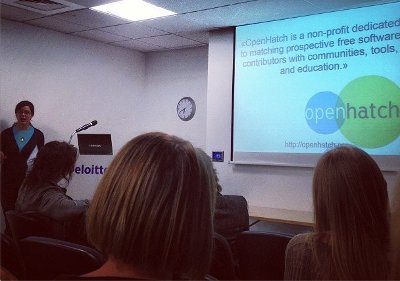 «OpenHatch is a non-profit dedicated
to matching prospective free software
contributors with communities, tools,
and education.»
openhatch
http://openhatch
eloitte